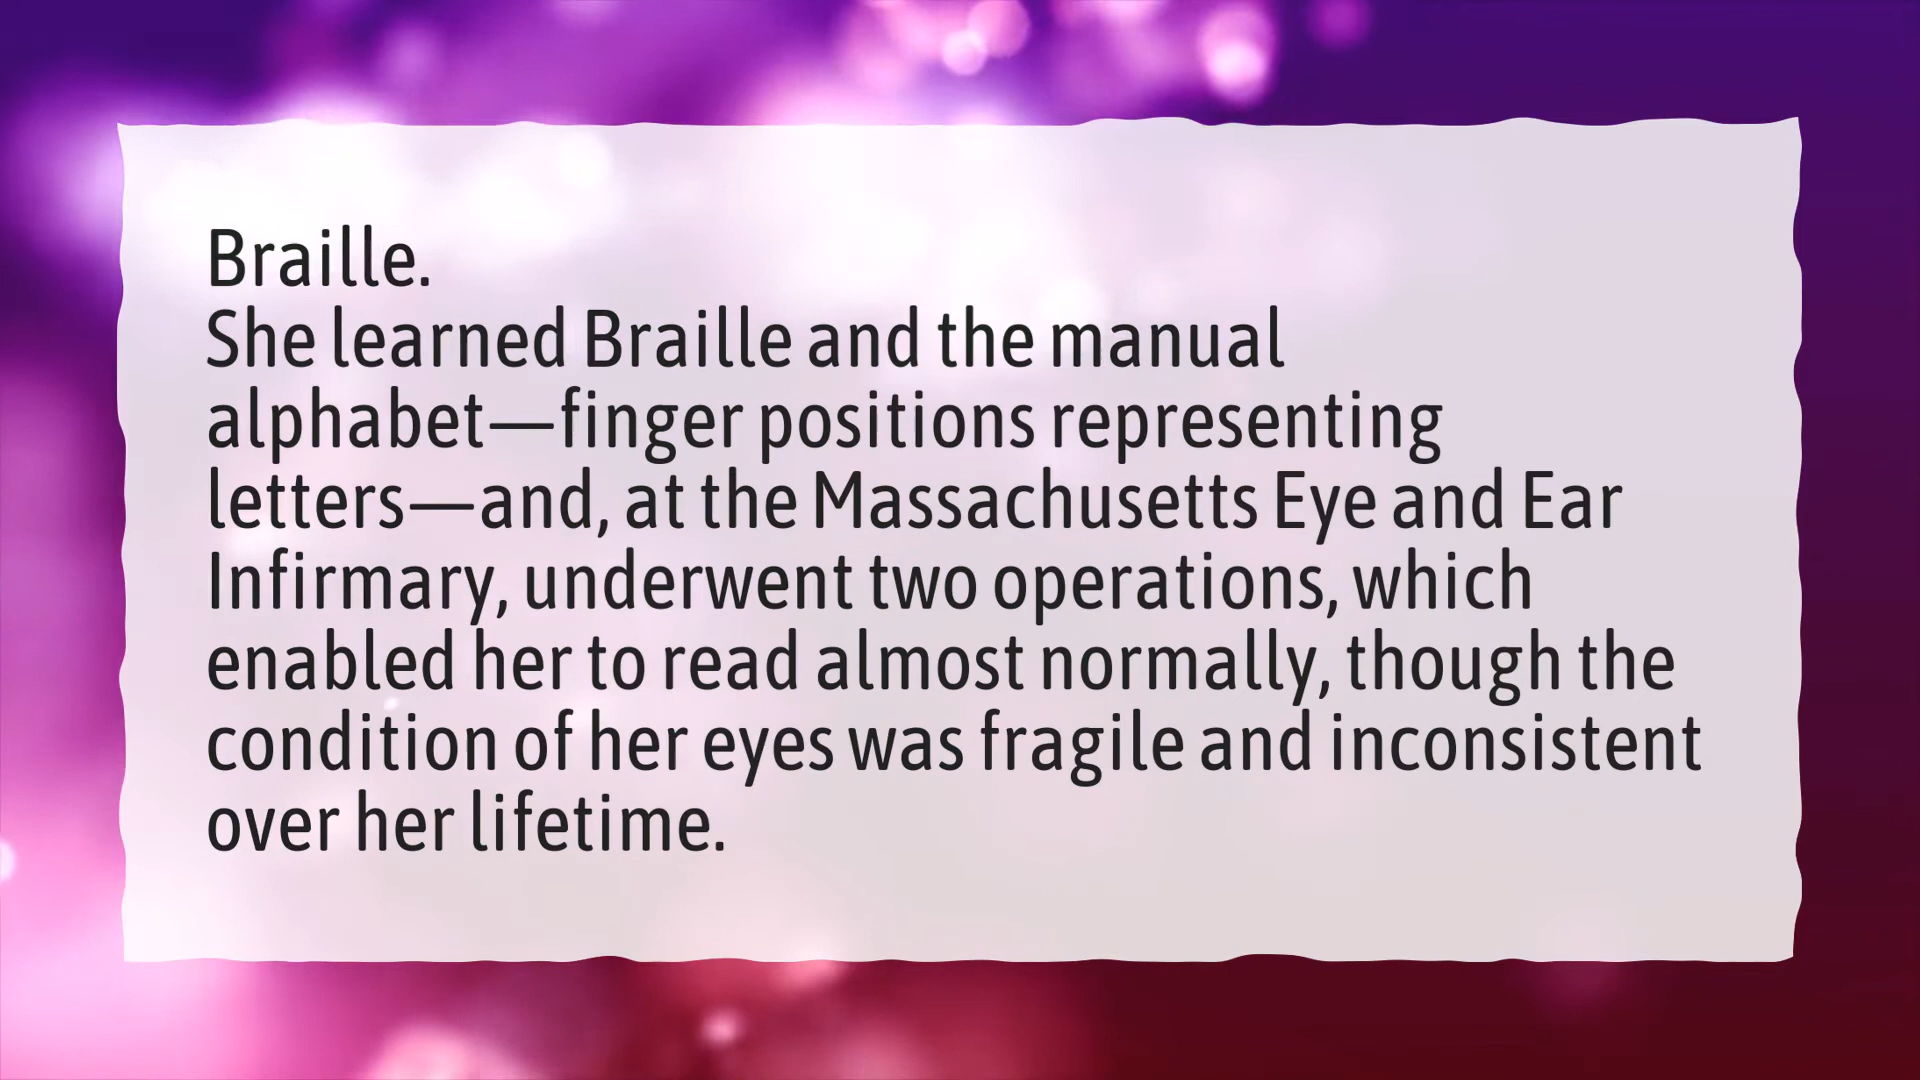 Braille.
She learned Braille and the manual
alphabet—finger positions representing
letters—and, at the Massachusetts Eye and Ear
Infirmary, underwent two operations, which
enabled her to read almost normally, though the
condition of her eyes was fragile and inconsistent
over her lifetime.